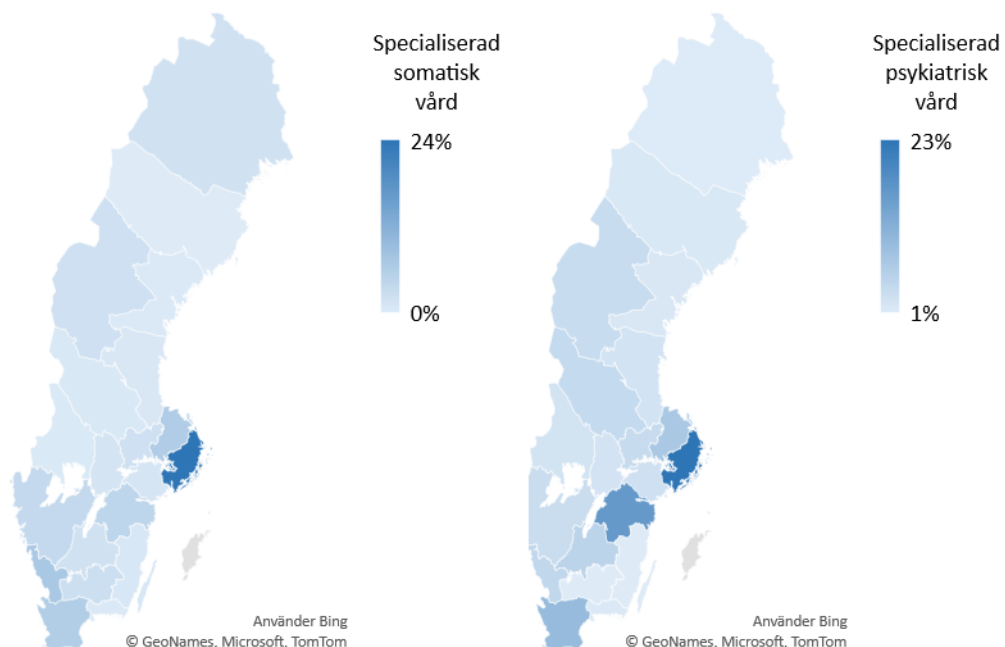 Specialiserad
somatisk
vård
24%
0%
Använder Bing
© GeoNames, Microsoft, TomTom
Specialiserad
psykiatrisk
vård
23%
1%
Använder Bing
© GeoNames, Microsoft, TomTom